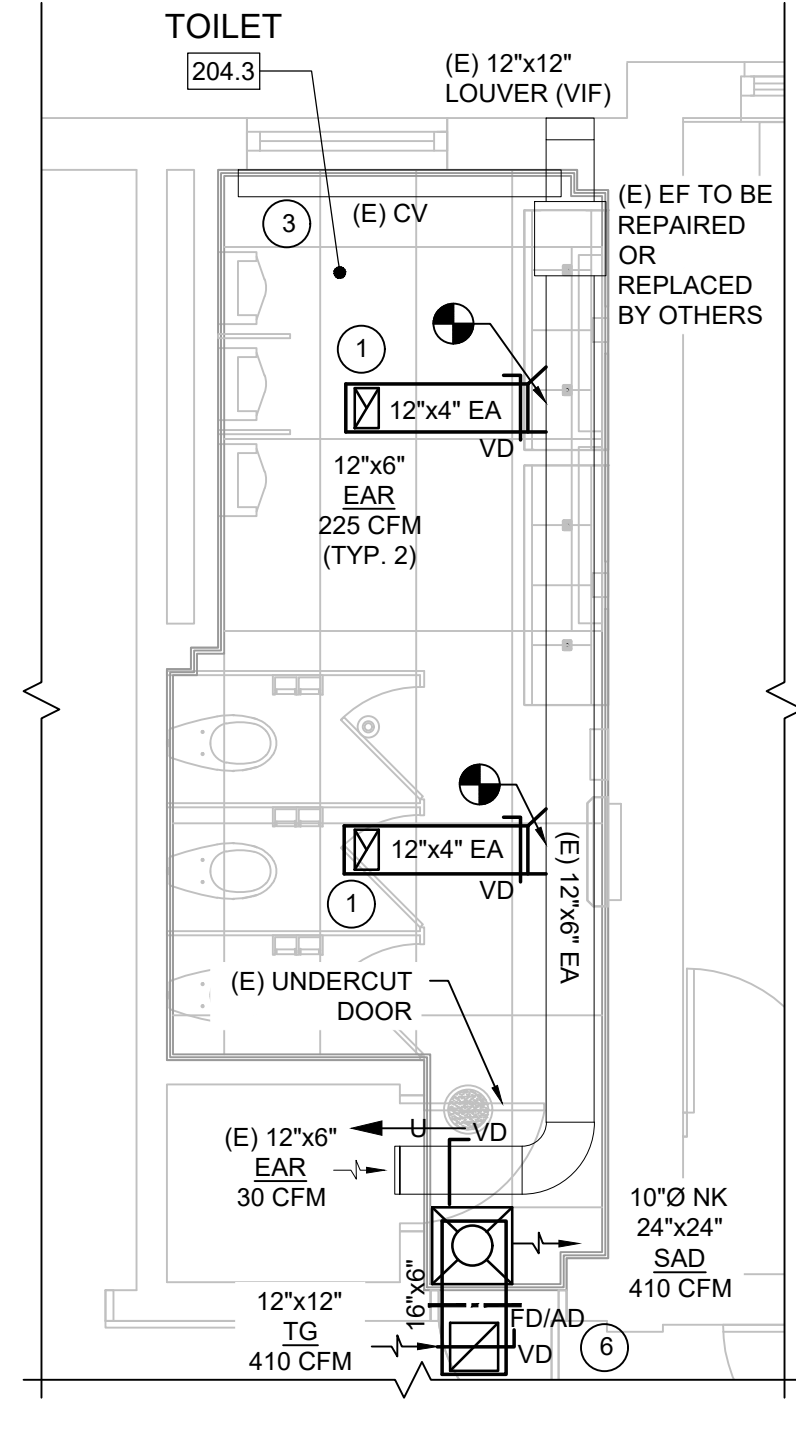 TOILET
204.3
(E) 12"x12"
LOUVER (VIF)
(E) EF TO BE
REPAIRED
OR
REPLACED
BY OTHERS
3
(E) CV
1
12"x4" EA
VD
12"x6"
EAR
225 CFM
(TYP. 2)
12"x4" EA
VD
1
(E) 12"x6" EA
(E) UNDERCUT
DOOR
U
VD
(E) 12"x6"
EAR
30 CFM
10"Ø NK
24"x24"
SAD
410 CFM
16"x6"
12"x12"
TG
410 CFM
FD/AD
VD
6